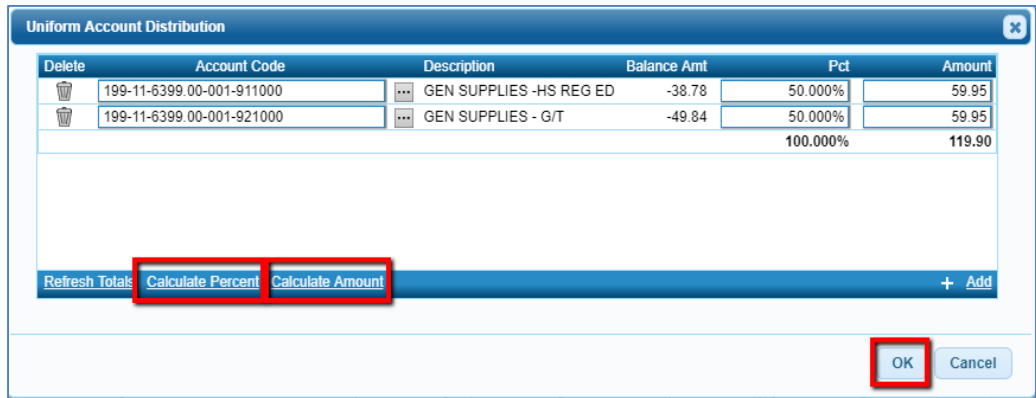 Uniform Account Distribution
Delete Account Code Description Balance Amt Pct Amount
199-11-6399.00-001-911000 ... GEN SUPPLIES -HS REG ED -38.78 50.000% 59.95
199-11-6399.00-001-921000 ... GEN SUPPLIES - G/T -49.84 50.000% 59.95
100.000% 119.90
Refresh Totals Calculate Percent Calculate Amount + Add
OK Cancel